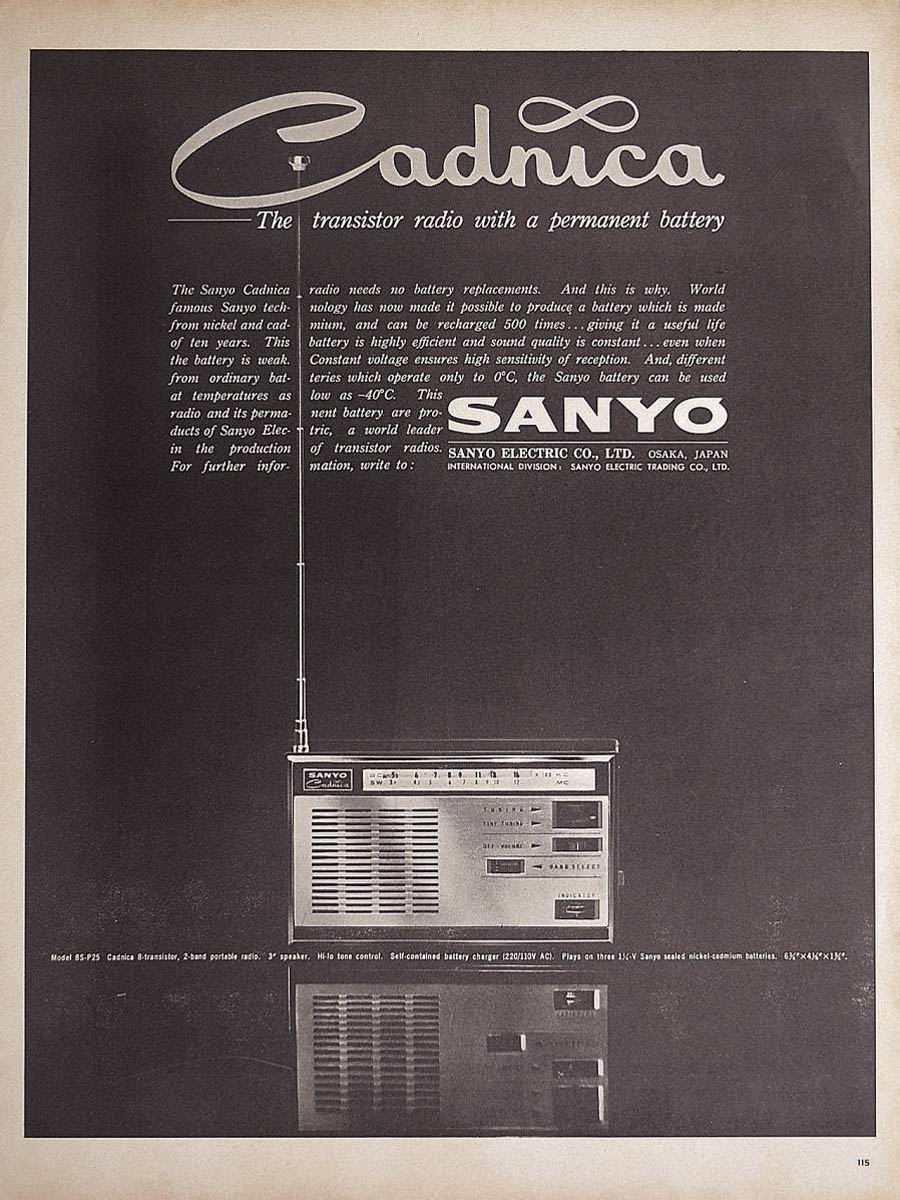 Cadnica
The transistor radio with a permanent battery
The Sanyo Cadnica radio needs no battery replacements. And this is why. World
famous Sanyo tech- nology has now made it possible to produce a battery which is made
from nickel and cad- mium, and can be recharged 500 times...giving it a useful life
of ten years. This battery is highly efficient and sound quality is constant...even when
the battery is weak. Constant voltage ensures high sensitivity of reception. And, different
from ordinary bat- teries which operate only to 0°C, the Sanyo battery can be used
at temperatures as low as -40°C. This
radio and its perma- nent battery are pro-
ducts of Sanyo Elec- tric, a world leader
in the production of transistor radios.
For further infor- mation, write to:
SANYO
SANYO ELECTRIC CO., LTD. OSAKA, JAPAN
INTERNATIONAL DIVISION: SANYO ELECTRIC TRADING CO., LTD.
SANYO
Cadnica
6 7 8 9 11 16
SW MC
TUNING
FINE TUNING
OFF-VOLUME
BAND SELECT
INDICATOR
Model 8S-P25 Cadnica 8-transistor, 2-band portable radio. 3" speaker. Hi-lo tone control. Self-contained battery charger (220/110V AC). Plays on three Sanyo sealed nickel-cadmium batteries.
115